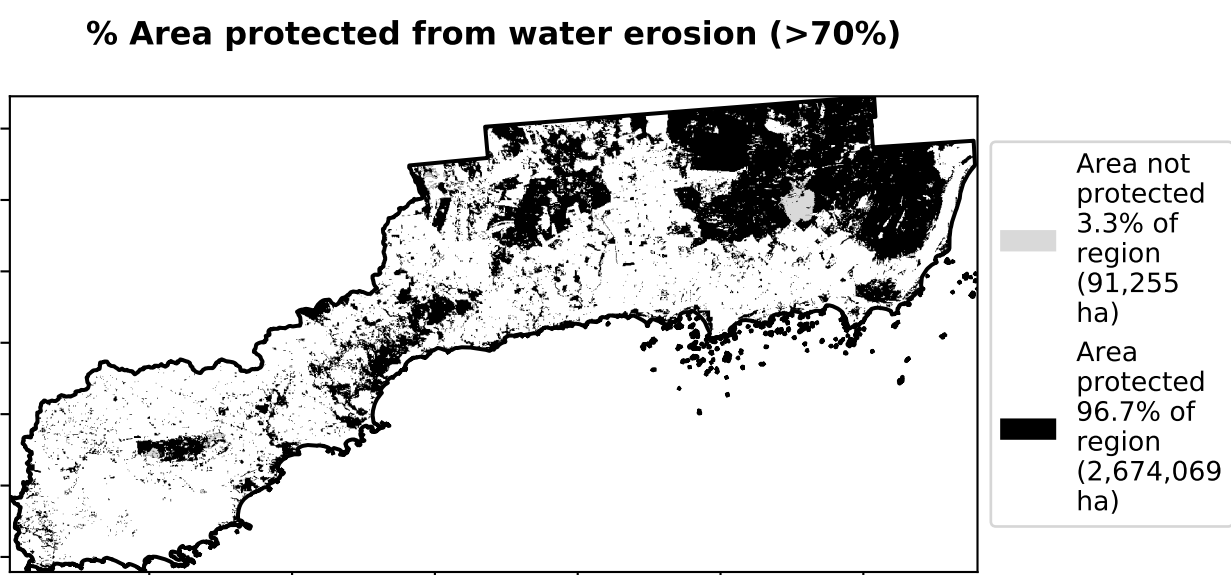 % Area protected from water erosion (>70%)
Area not
protected
3.3% of
region
(91,255
ha)
Area
protected
96.7% of
region
(2,674,069
ha)